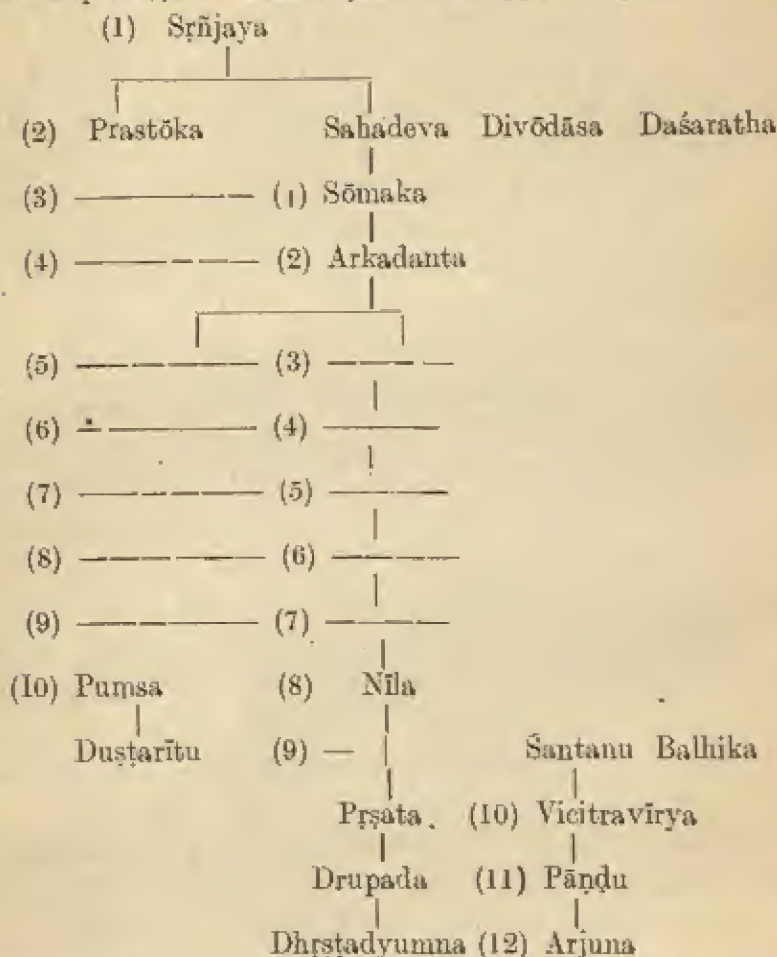 (1) Sṛñjaya
(2) Prastōka Sahadeva Divōdāsa Daśaratha
(3) (1) Sōmaka
(4) (2) Arkadanta
(5) (3)
(6) (4)
(7) (5)
(8) (6)
(9) (7)
(10) Pumsa (8) Nīla
Duṣṭarītu (9) — Śantanu Balhika
Pṛṣata. (10) Vicitravīrya
Drupada (11) Pāṇḍu
Dhṛṣṭadyumna (12) Arjuna